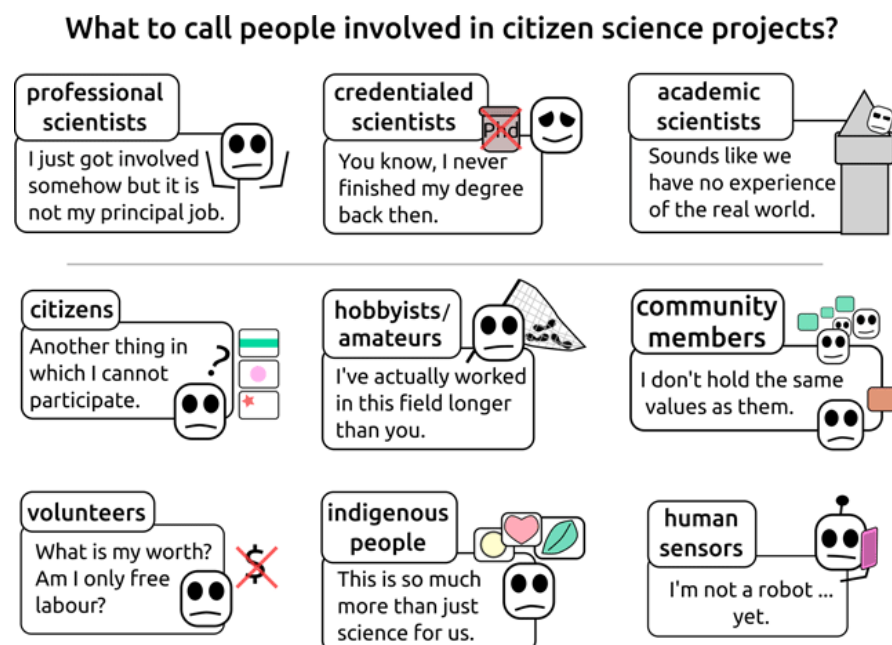 What to call people involved in citizen science projects?
professional
scientists
I just got involved
somehow but it is
not my principal job.
credentialed
scientists
Phd
You know, I never
finished my degree
back then.
academic
scientists
Sounds like we
have no experience
of the real world.
citizens
Another thing in
which I cannot
participate.
?
hobbyists/
amateurs
I've actually worked
in this field longer
than you.
community
members
I don't hold the same
values as them.
volunteers
What is my worth?
Am I only free
labour?
$
indigenous
people
This is so much
more than just
science for us.
human
sensors
I'm not a robot ...
yet.